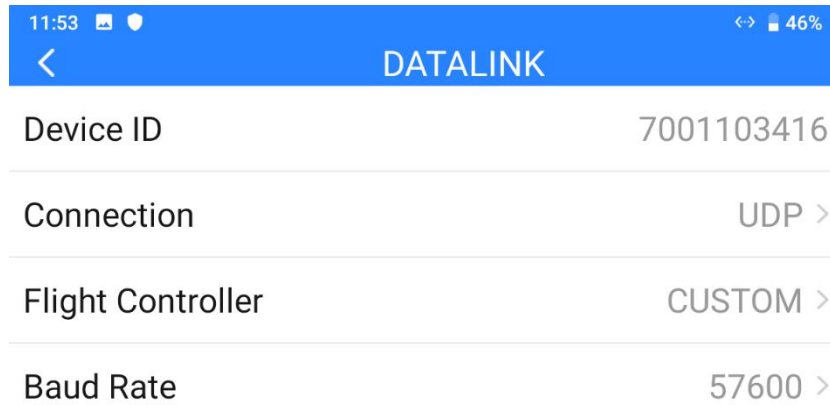 11:53 46%
DATALINK
Device ID 7001103416
Connection UDP
Flight Controller CUSTOM
Baud Rate 57600